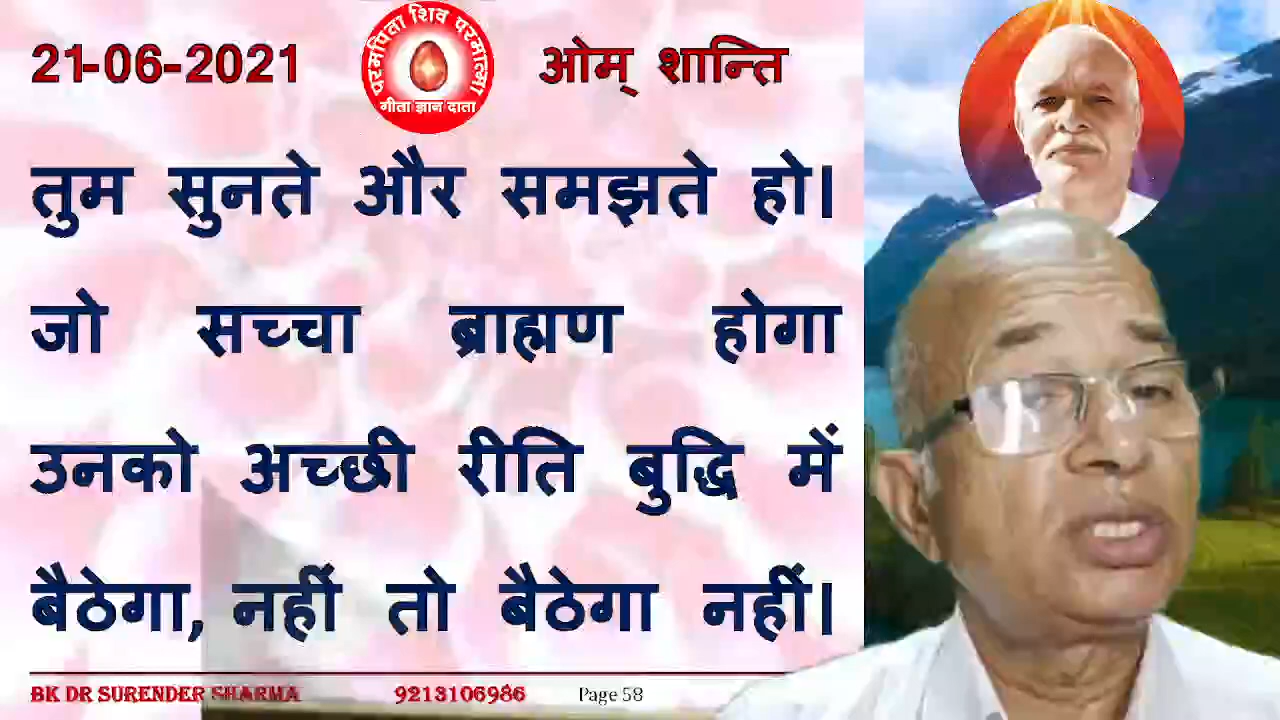 21-06-2021
परमपिता शिव परमात्मा
गीता ज्ञान दाता
ओम् शान्ति
तुम सुनते और समझते हो।
जो सच्चा ब्राह्मण होगा
उनको अच्छी रीति बुद्धि में
बैठेगा, नहीं तो बैठेगा नहीं।
BK DR SURENDER SHARMA 9213106986 Page 58